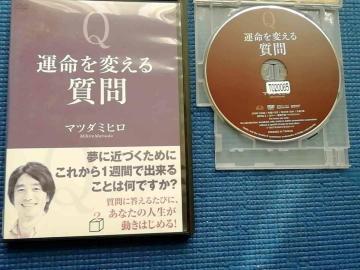 Q
運命を変える
質問
マツダミヒロ
Mihiro Matsuda
夢に近づくために
これから1週間で出来る
ことは何ですか?
質問に答えるたびに、
あなたの人生が
動きはじめる!
Q
運命を変える
質問
T020065